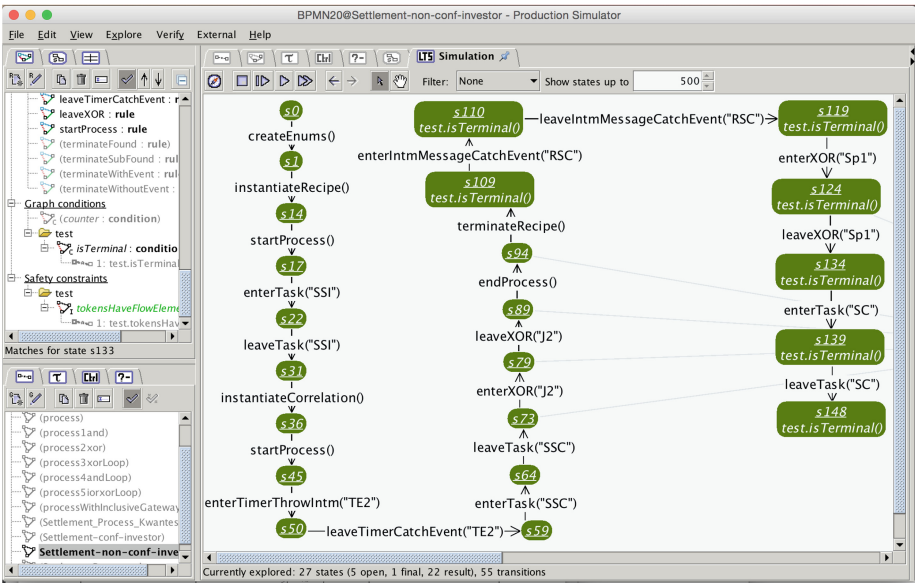 BPMN20@Settlement-non-conf-investor - Production Simulator
File Edit View Explore Verify External Help
LTS Simulation
Filter: None Show states up to 500
leaveTimerCatchEvent : r
leaveXOR : rule
startProcess : rule
(terminateFound : rule)
(terminateSubFound : rul
(terminateWithEvent : rul
(terminateWithoutEvent :
Graph conditions
(counter : condition)
test
isTerminal : conditio
1: test.isTerminal
Safety constraints
test
tokensHaveFlowEleme
1: test.tokensHav
Matches for state s133
Ctrl
?-
(process)
(process1and)
(process2xor)
(process3xorLoop)
(process4andLoop)
(process5iorxorLoop)
(processWithInclusiveGateway
(Settlement_Process_Kwantes
(Settlement-conf-investor)
Settlement-non-conf-inve
s0
createEnums()
s1
instantiateRecipe()
s14
startProcess()
s17
enterTask("SSI")
s22
leaveTask("SSI")
s31
instantiateCorrelation()
s36
startProcess()
s45
enterTimerThrowIntm("TE2")
s50
leaveTimerCatchEvent("TE2")
s59
enterTask("SSC")
s64
leaveTask("SSC")
s73
enterXOR("J2")
s79
leaveXOR("J2")
s89
endProcess()
s94
terminateRecipe()
s109
test.isTerminal()
enterIntmMessageCatchEvent("RSC")
s110
test.isTerminal()
leaveIntmMessageCatchEvent("RSC")
s119
test.isTerminal()
enterXOR("Sp1")
s124
test.isTerminal()
leaveXOR("Sp1")
s134
test.isTerminal()
enterTask("SC")
s139
test.isTerminal()
leaveTask("SC")
s148
test.isTerminal()
Currently explored: 27 states (5 open, 1 final, 22 result), 55 transitions